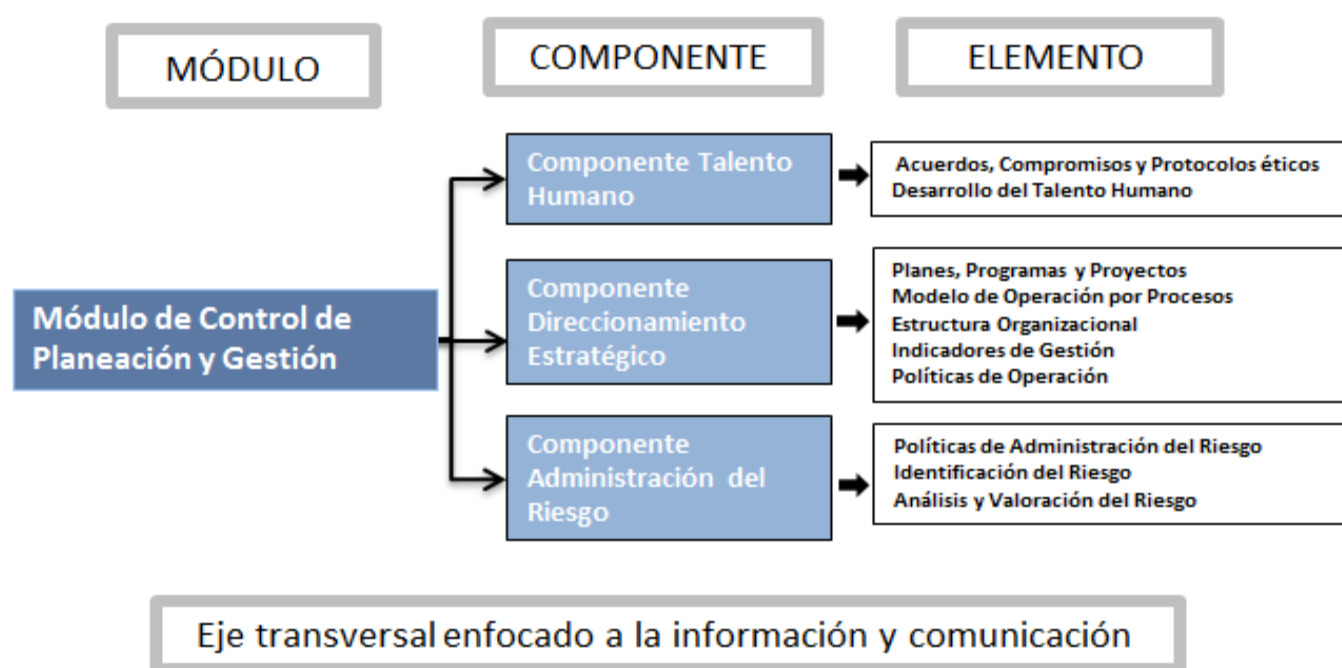 MÓDULO
COMPONENTE
ELEMENTO
Módulo de Control de
Planeación y Gestión
Componente Talento
Humano
Acuerdos, Compromisos y Protocolos éticos
Desarrollo del Talento Humano
Componente
Direccionamiento
Estratégico
Planes, Programas y Proyectos
Modelo de Operación por Procesos
Estructura Organizacional
Indicadores de Gestión
Políticas de Operación
Componente
Administración del
Riesgo
Políticas de Administración del Riesgo
Identificación del Riesgo
Análisis y Valoración del Riesgo
Eje transversal enfocado a la información y comunicación